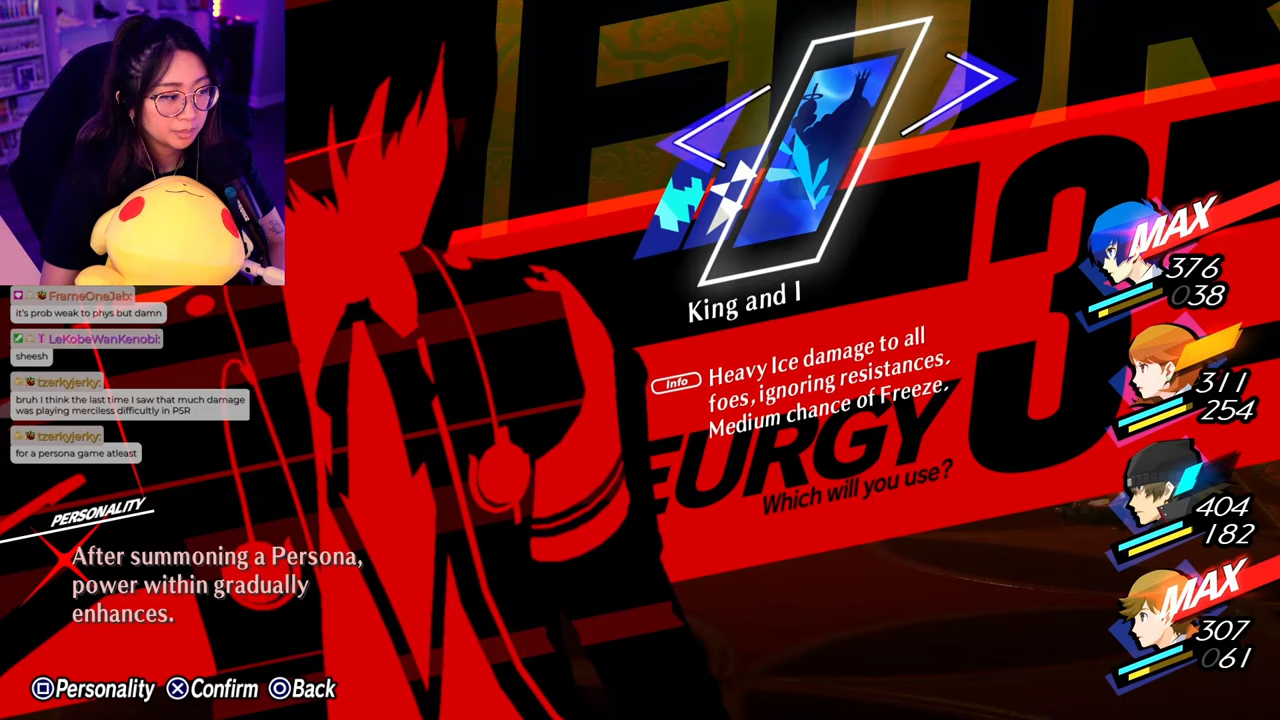 King and I
Info
Heavy Ice damage to all
foes, ignoring resistances.
Medium chance of Freeze.
EURGY
3
Which will you use?
MAX
376
038
311
254
404
182
MAX
307
061
FrameOneJab:
it's prob weak to phys but damn
LeKobeWanKenobi:
sheesh
tzerkyjerky:
bruh I think the last time I saw that much damage
was playing merciless difficultly in P5R
tzerkyjerky:
for a persona game atleast
PERSONALITY
After summoning a Persona,
power within gradually
enhances.
Personality Confirm Back